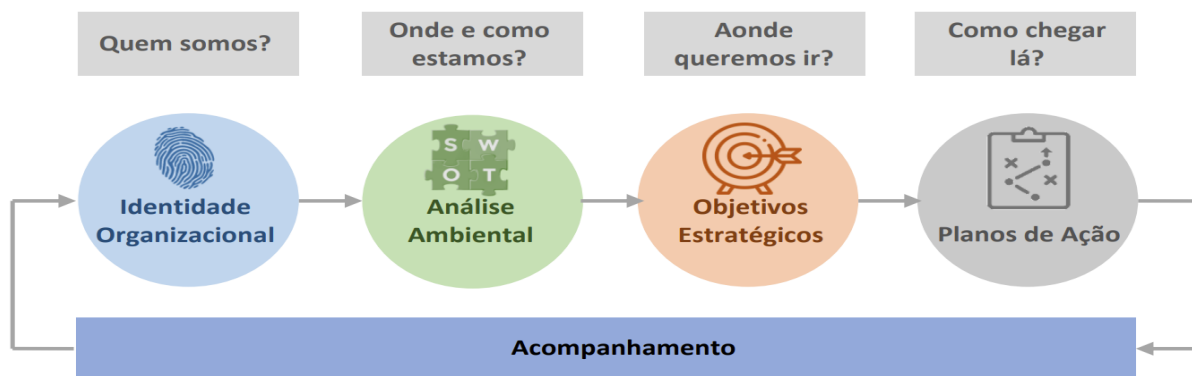 Quem somos?
Onde e como
estamos?
Aonde
queremos ir?
Como chegar
lá?
S W
O T
Identidade
Organizacional
Análise
Ambiental
Objetivos
Estratégicos
Planos de Ação
Acompanhamento